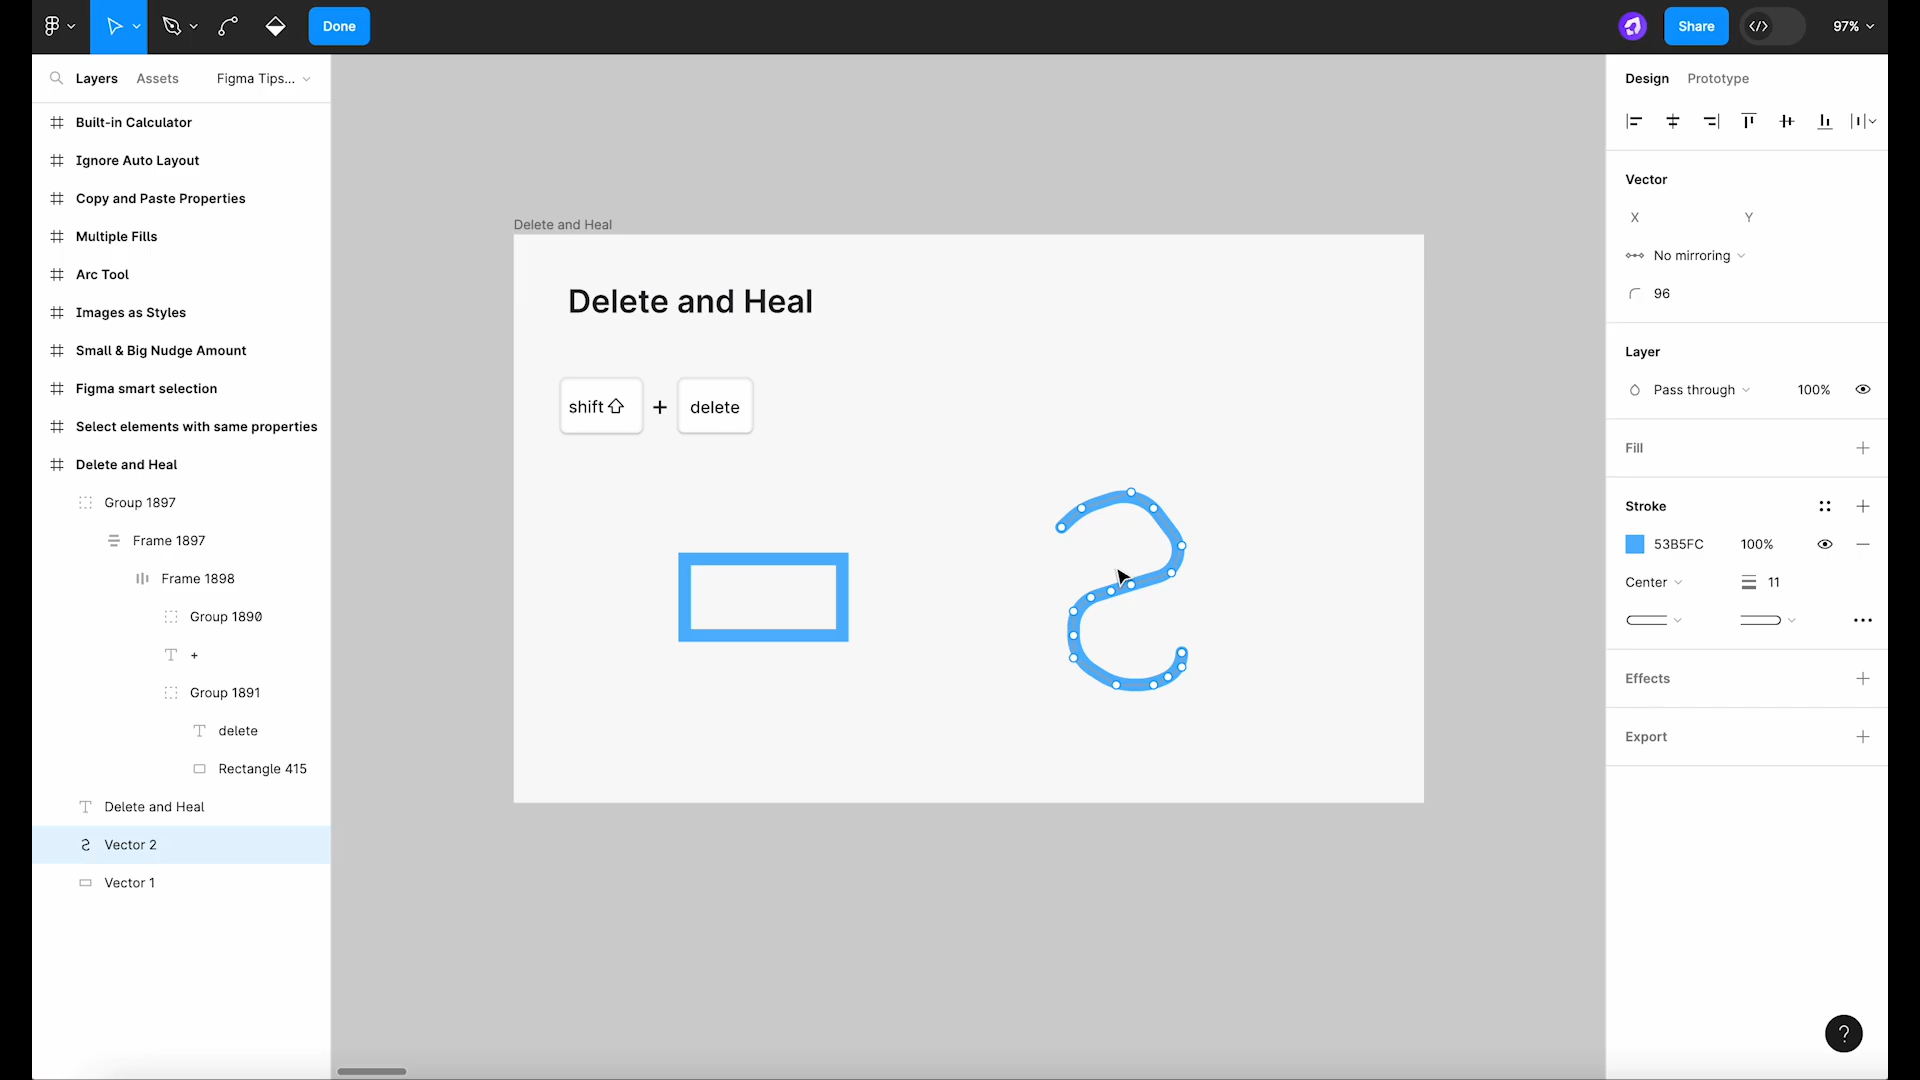 Done
Share
97%
Layers
Assets
Figma Tips...
Built-in Calculator
Ignore Auto Layout
Copy and Paste Properties
Multiple Fills
Arc Tool
Images as Styles
Small & Big Nudge Amount
Figma smart selection
Select elements with same properties
Delete and Heal
Group 1897
Frame 1897
Frame 1898
Group 1890
+
Group 1891
delete
Rectangle 415
Delete and Heal
Vector 2
Vector 1
Delete and Heal
Delete and Heal
shift + delete
Design
Prototype
Vector
X
Y
No mirroring
96
Layer
Pass through
100%
Fill
Stroke
53B5FC
100%
Center
11
Effects
Export
?